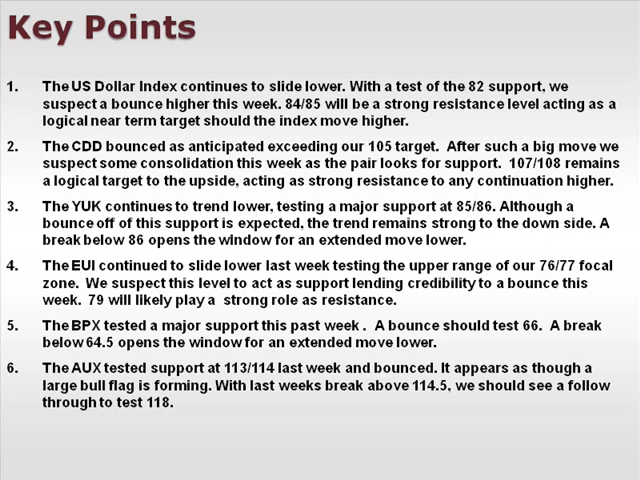 Key Points
1. The US Dollar Index continues to slide lower. With a test of the 82 support, we
suspect a bounce higher this week. 84/85 will be a strong resistance level acting as a
logical near term target should the index move higher.
2. The CDD bounced as anticipated exceeding our 105 target.  After such a big move we
suspect some consolidation this week as the pair looks for support.  107/108 remains
a logical target to the upside, acting as strong resistance to any continuation higher.
3. The YUK continues to trend lower, testing a major support at 85/86. Although a
bounce off of this support is expected, the trend remains strong to the down side. A
break below 86 opens the window for an extended move lower.
4. The EUI continued to slide lower last week testing the upper range of our 76/77 focal
zone.  We suspect this level to act as support lending credibility to a bounce this
week.  79 will likely play a  strong role as resistance.
5. The BPX tested a major support this past week .  A bounce should test 66.  A break
below 64.5 opens the window for an extended move lower.
6. The AUX tested support at 113/114 last week and bounced. It appears as though a
large bull flag is forming. With last weeks break above 114.5, we should see a follow
through to test 118.